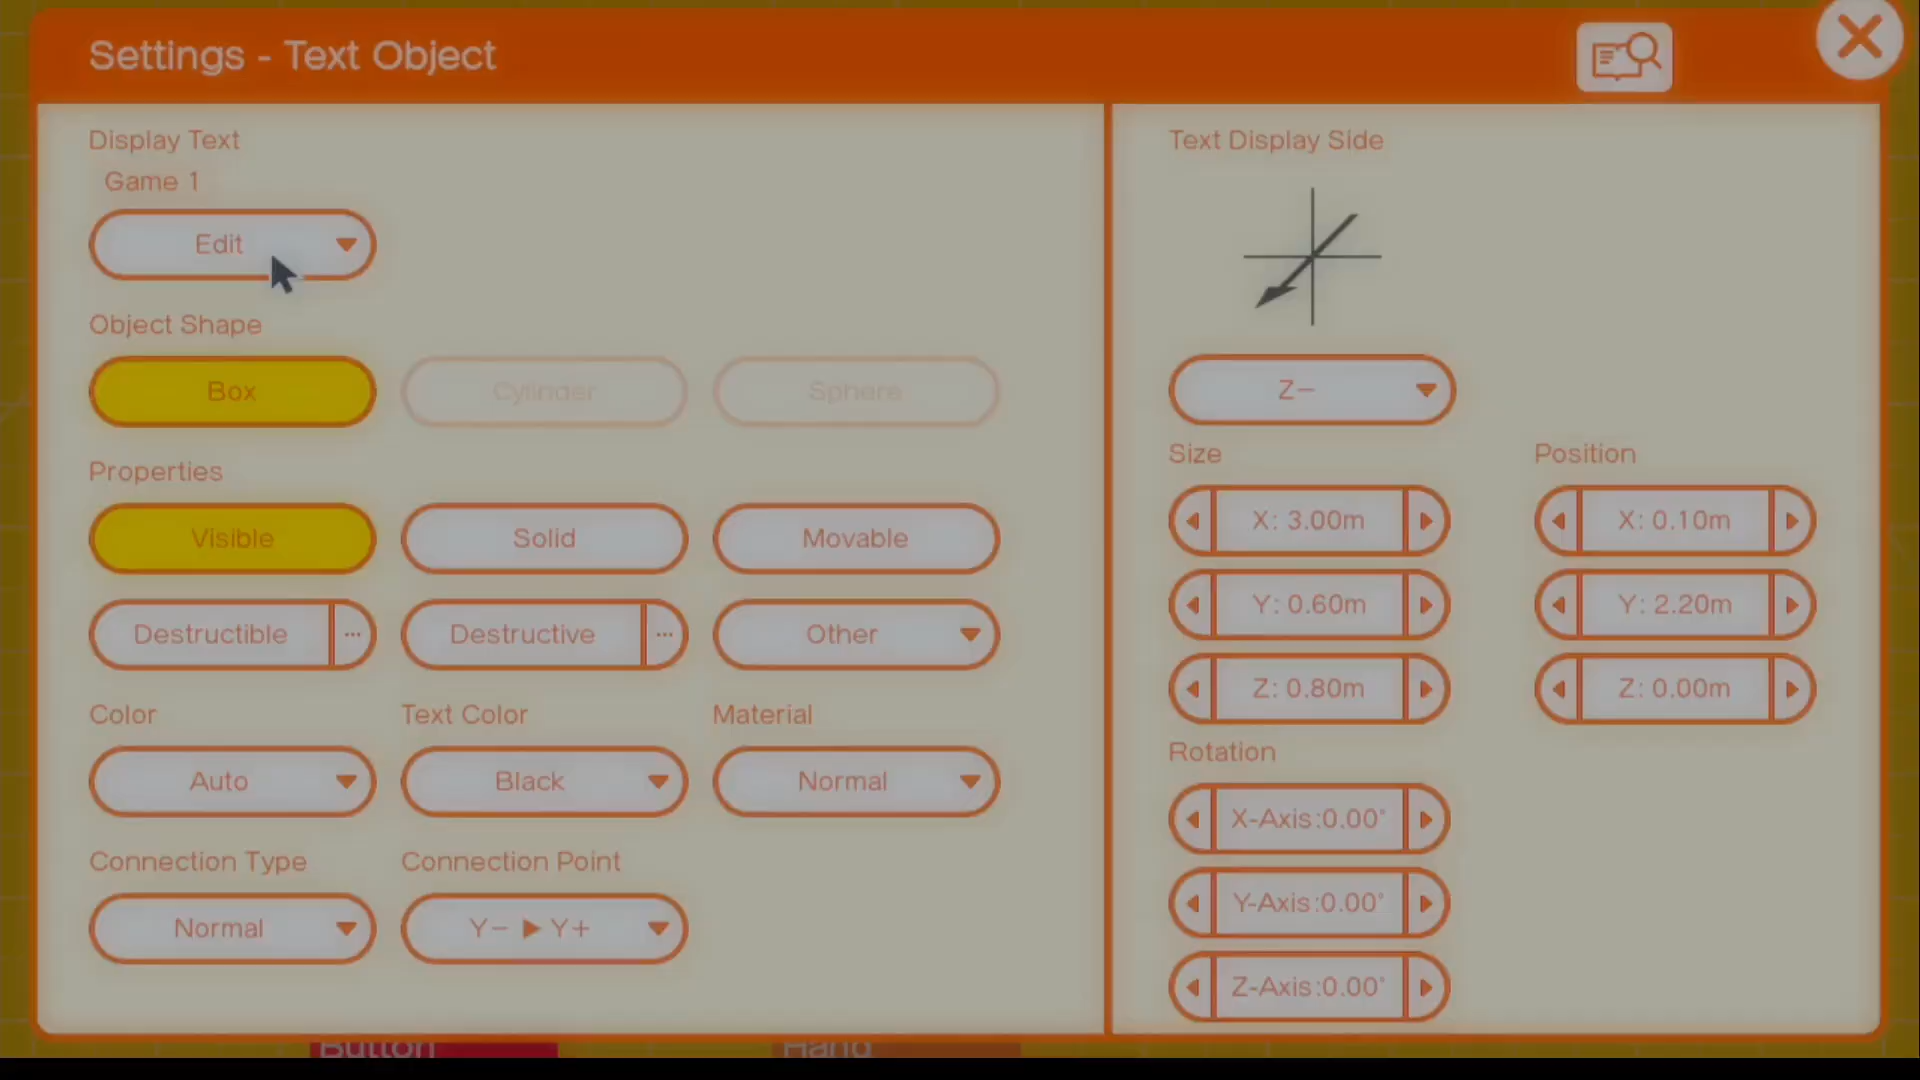 Settings - Text Object
Display Text
Game 1
Edit
Object Shape
Box Cylinder Sphere
Properties
Visible Solid Movable
Destructible ... Destructive ... Other
Color Text Color Material
Auto Black Normal
Connection Type Connection Point
Normal Y− ▶ Y+
Text Display Side
Z−
Size Position
X: 3.00m X: 0.10m
Y: 0.60m Y: 2.20m
Z: 0.80m Z: 0.00m
Rotation
X-Axis:0.00°
Y-Axis:0.00°
Z-Axis:0.00°
Button Hand